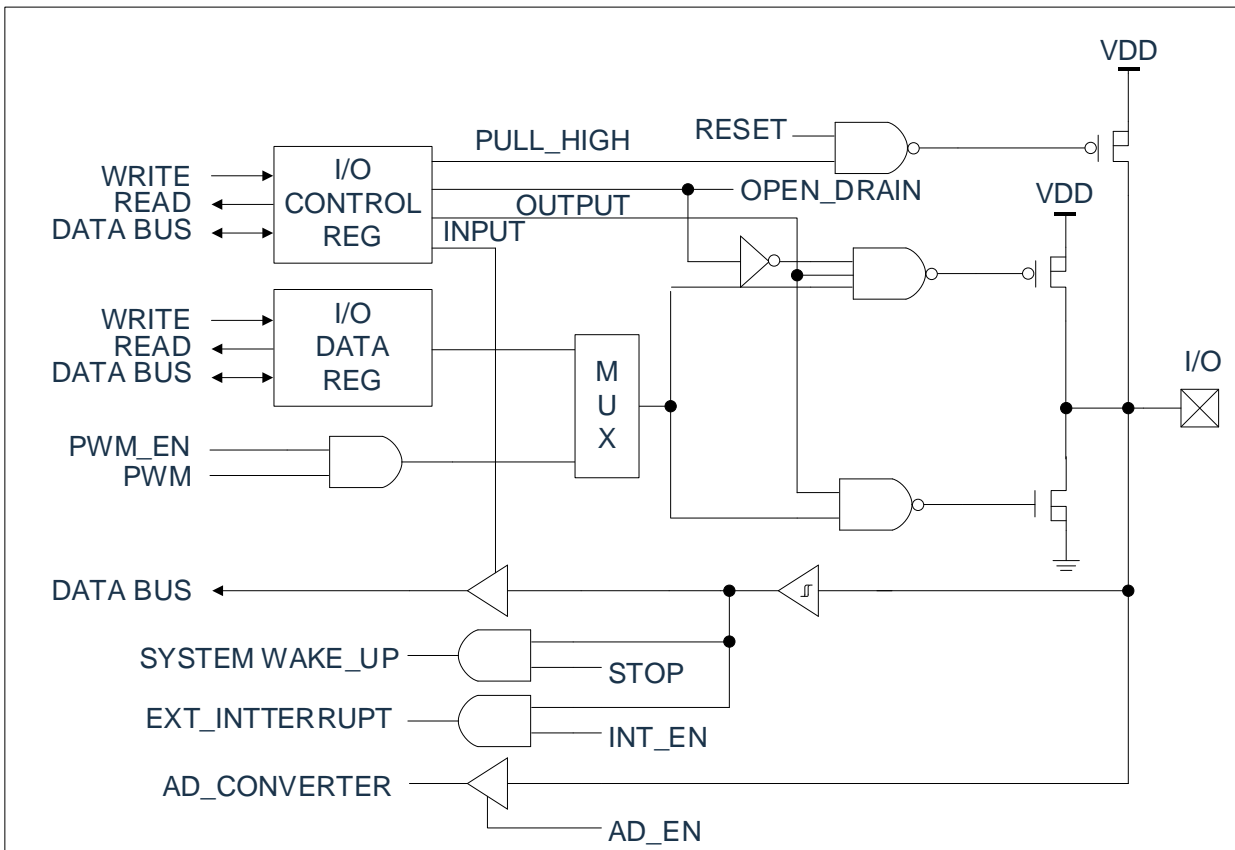 VDD
RESET
PULL_HIGH
I/O
CONTROL
REG
WRITE
READ
DATA BUS
OPEN_DRAIN
OUTPUT
INPUT
VDD
WRITE
READ
DATA BUS
I/O
DATA
REG
M
U
X
I/O
PWM_EN
PWM
DATA BUS
SYSTEM WAKE_UP
STOP
EXT_INTTERRUPT
INT_EN
AD_CONVERTER
AD_EN